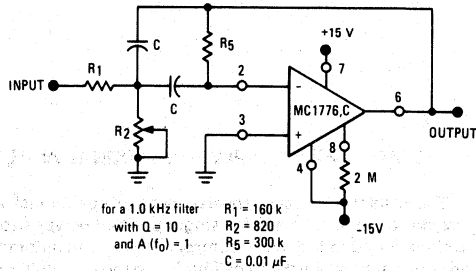 +15 V
C
R5
R1
2
7
INPUT
C
-
MC1776,C
6
R2
3
+
8
OUTPUT
4
2 M
-15V
for a 1.0 kHz filter
with Q = 10
and A (fo) = 1
R1 = 160 k
R2 = 820
R5 = 300 k
C = 0.01 µF